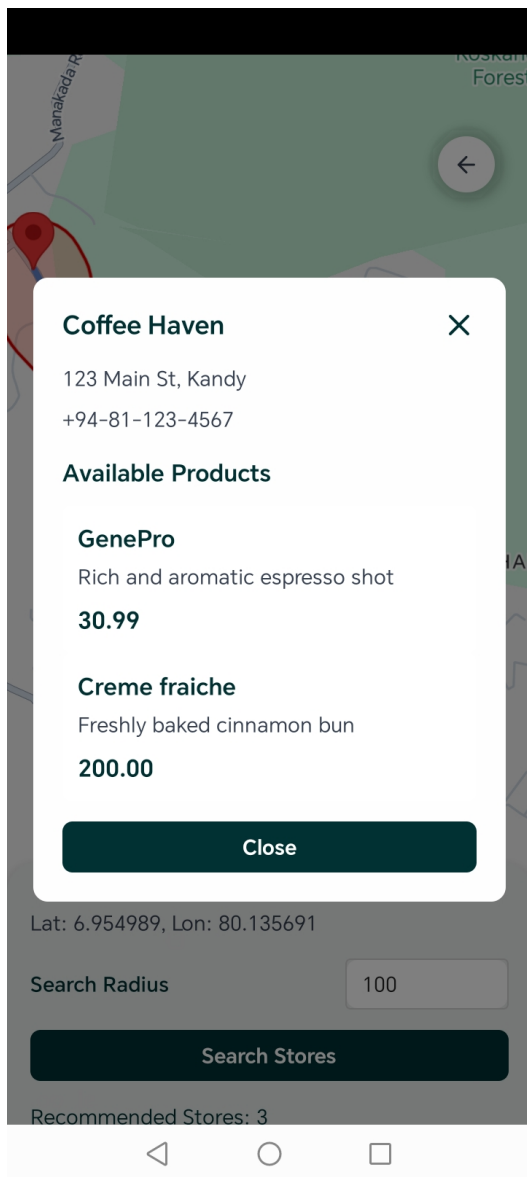 Manakada R
Fores
Coffee Haven
123 Main St, Kandy
+94-81-123-4567
Available Products
GenePro
Rich and aromatic espresso shot
30.99
HA
Creme fraiche
Freshly baked cinnamon bun
200.00
Close
Lat: 6.954989, Lon: 80.135691
Search Radius
100
Search Stores
Recommended Stores: 3